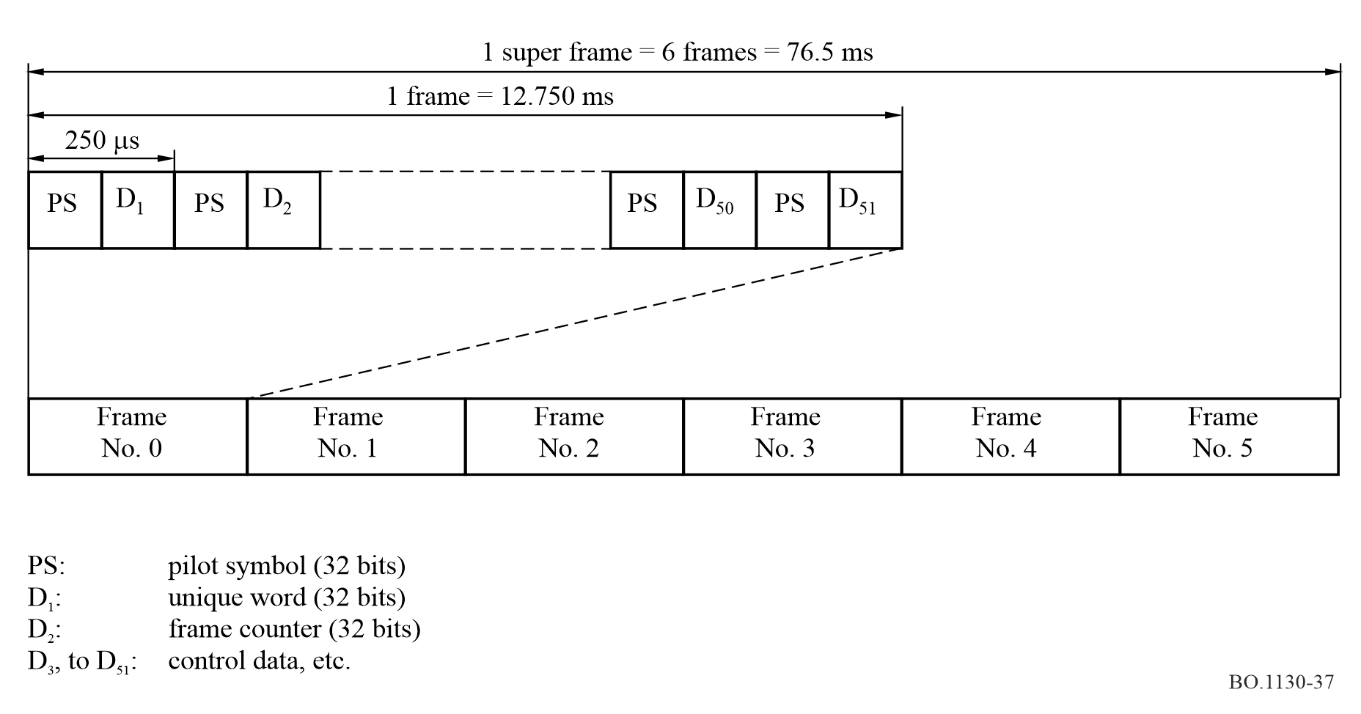 1 super frame = 6 frames = 76.5 ms
1 frame = 12.750 ms
250 μs
PS D₁ PS D₂ PS D₅₀ PS D₅₁
Frame No. 0 Frame No. 1 Frame No. 2 Frame No. 3 Frame No. 4 Frame No. 5
PS: pilot symbol (32 bits)
D₁: unique word (32 bits)
D₂: frame counter (32 bits)
D₃, to D₅₁: control data, etc.
BO.1130-37